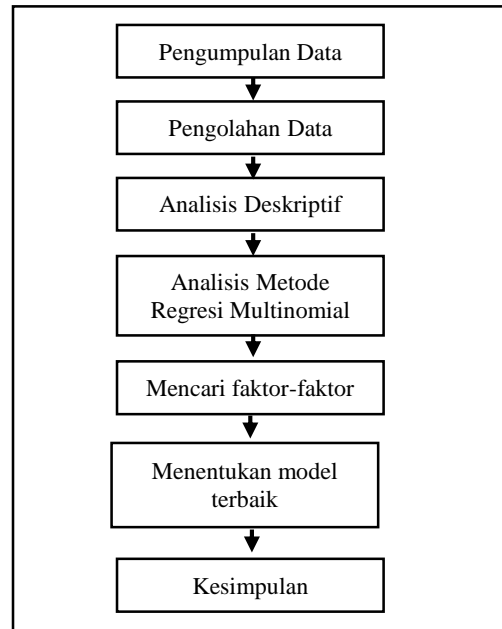 Pengumpulan Data
Pengolahan Data
Analisis Deskriptif
Analisis Metode
Regresi Multinomial
Mencari faktor-faktor
Menentukan model
terbaik
Kesimpulan